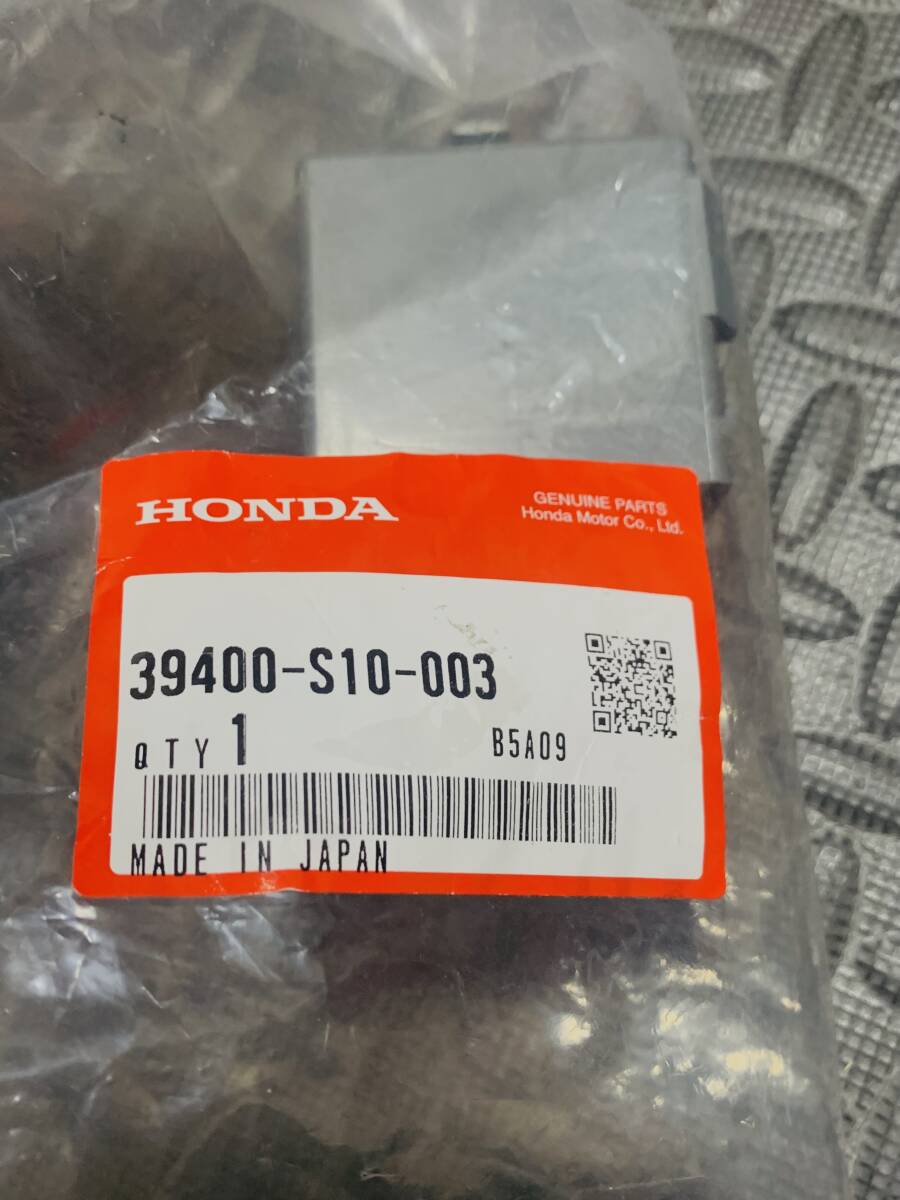 HONDA
GENUINE PARTS
Honda Motor Co., Ltd.
39400-S10-003
QTY 1
B5A09
MADE IN JAPAN